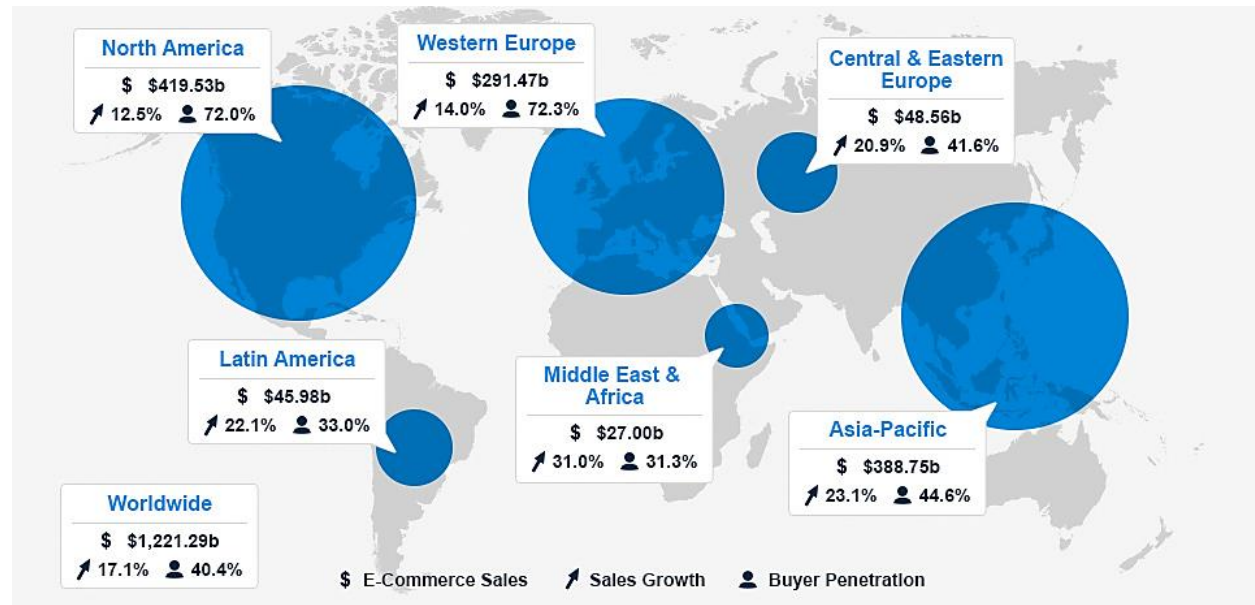 North America
$ $419.53b
12.5% 72.0%
Western Europe
$ $291.47b
14.0% 72.3%
Central & Eastern
Europe
$ $48.56b
20.9% 41.6%
Latin America
$ $45.98b
22.1% 33.0%
Middle East &
Africa
$ $27.00b
31.0% 31.3%
Asia-Pacific
$ $388.75b
23.1% 44.6%
Worldwide
$ $1,221.29b
17.1% 40.4%
$ E-Commerce Sales Sales Growth Buyer Penetration